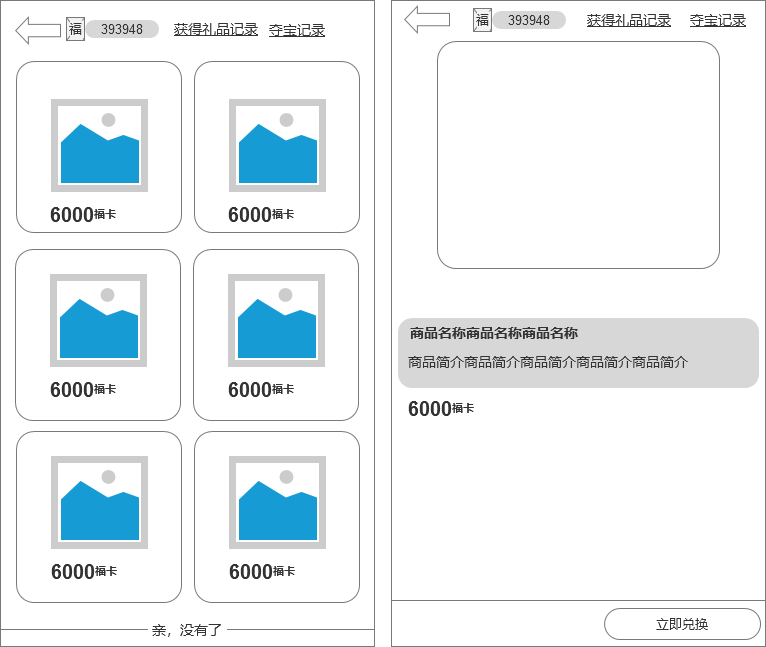 福 393948 获得礼品记录 夺宝记录
6000福卡 6000福卡
6000福卡 6000福卡
6000福卡 6000福卡
亲，没有了
福 393948 获得礼品记录 夺宝记录
商品名称商品名称商品名称
商品简介商品简介商品简介商品简介商品简介
6000福卡
立即兑换